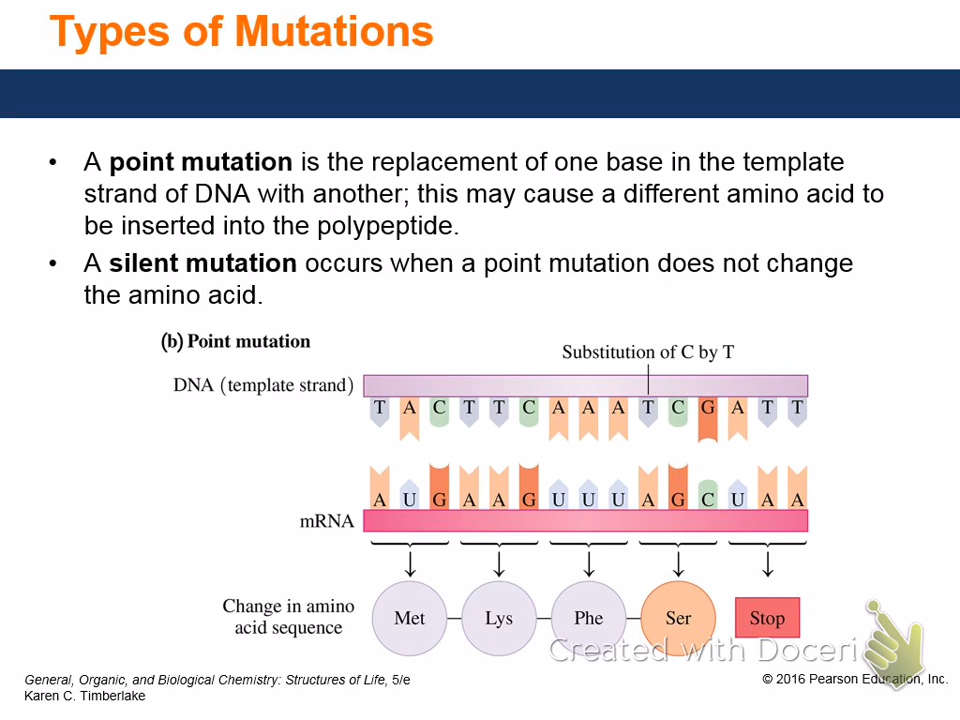 Types of Mutations
• A point mutation is the replacement of one base in the template
strand of DNA with another; this may cause a different amino acid to
be inserted into the polypeptide.
• A silent mutation occurs when a point mutation does not change
the amino acid.
(b) Point mutation
Substitution of C by T
DNA (template strand)
T A C T T C A A A T C G A T T
A U G A A G U U U A G C U A A
mRNA
Change in amino
acid sequence
Met Lys Phe Ser Stop
Created with Doceri
General, Organic, and Biological Chemistry: Structures of Life, 5/e
Karen C. Timberlake
© 2016 Pearson Education, Inc.